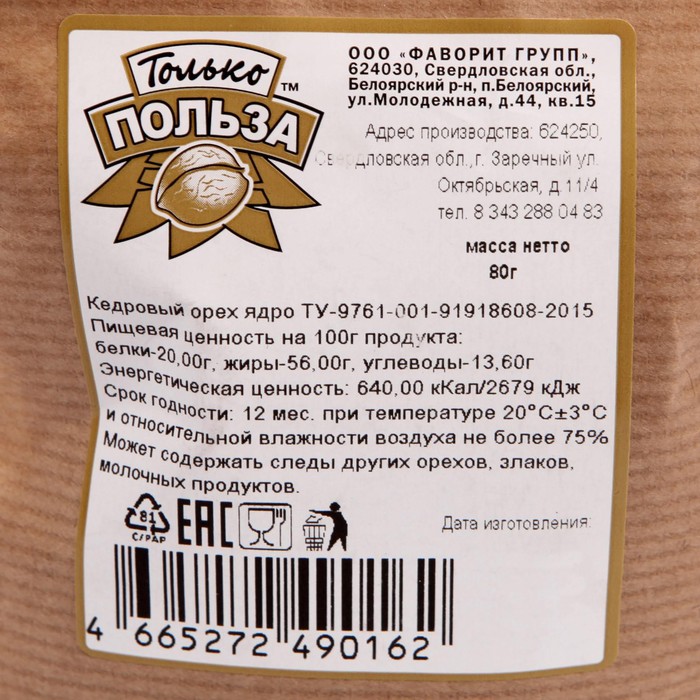 Только
ПОЛЬЗА
TM
ООО «ФАВОРИТ ГРУПП»,
624030, Свердловская обл.,
Белоярский р-н, п.Белоярский,
ул.Молодежная, д.44, кв.15
Адрес производства: 624250,
Свердловская обл.,г. Заречный ул.
Октябрьская, д.11/4
тел. 8 343 288 04 83
масса нетто
80г
Кедровый орех ядро ТУ-9761-001-91918608-2015
Пищевая ценность на 100г продукта:
белки-20,00г, жиры-56,00г, углеводы-13,60г
Энергетическая ценность: 640,00 кКал/2679 кДж
Срок годности: 12 мес. при температуре 20°С±3°С
и относительной влажности воздуха не более 75%
Может содержать следы других орехов, злаков,
молочных продуктов.
81
C/PAP
EAC
Дата изготовления:
4 665272 490162